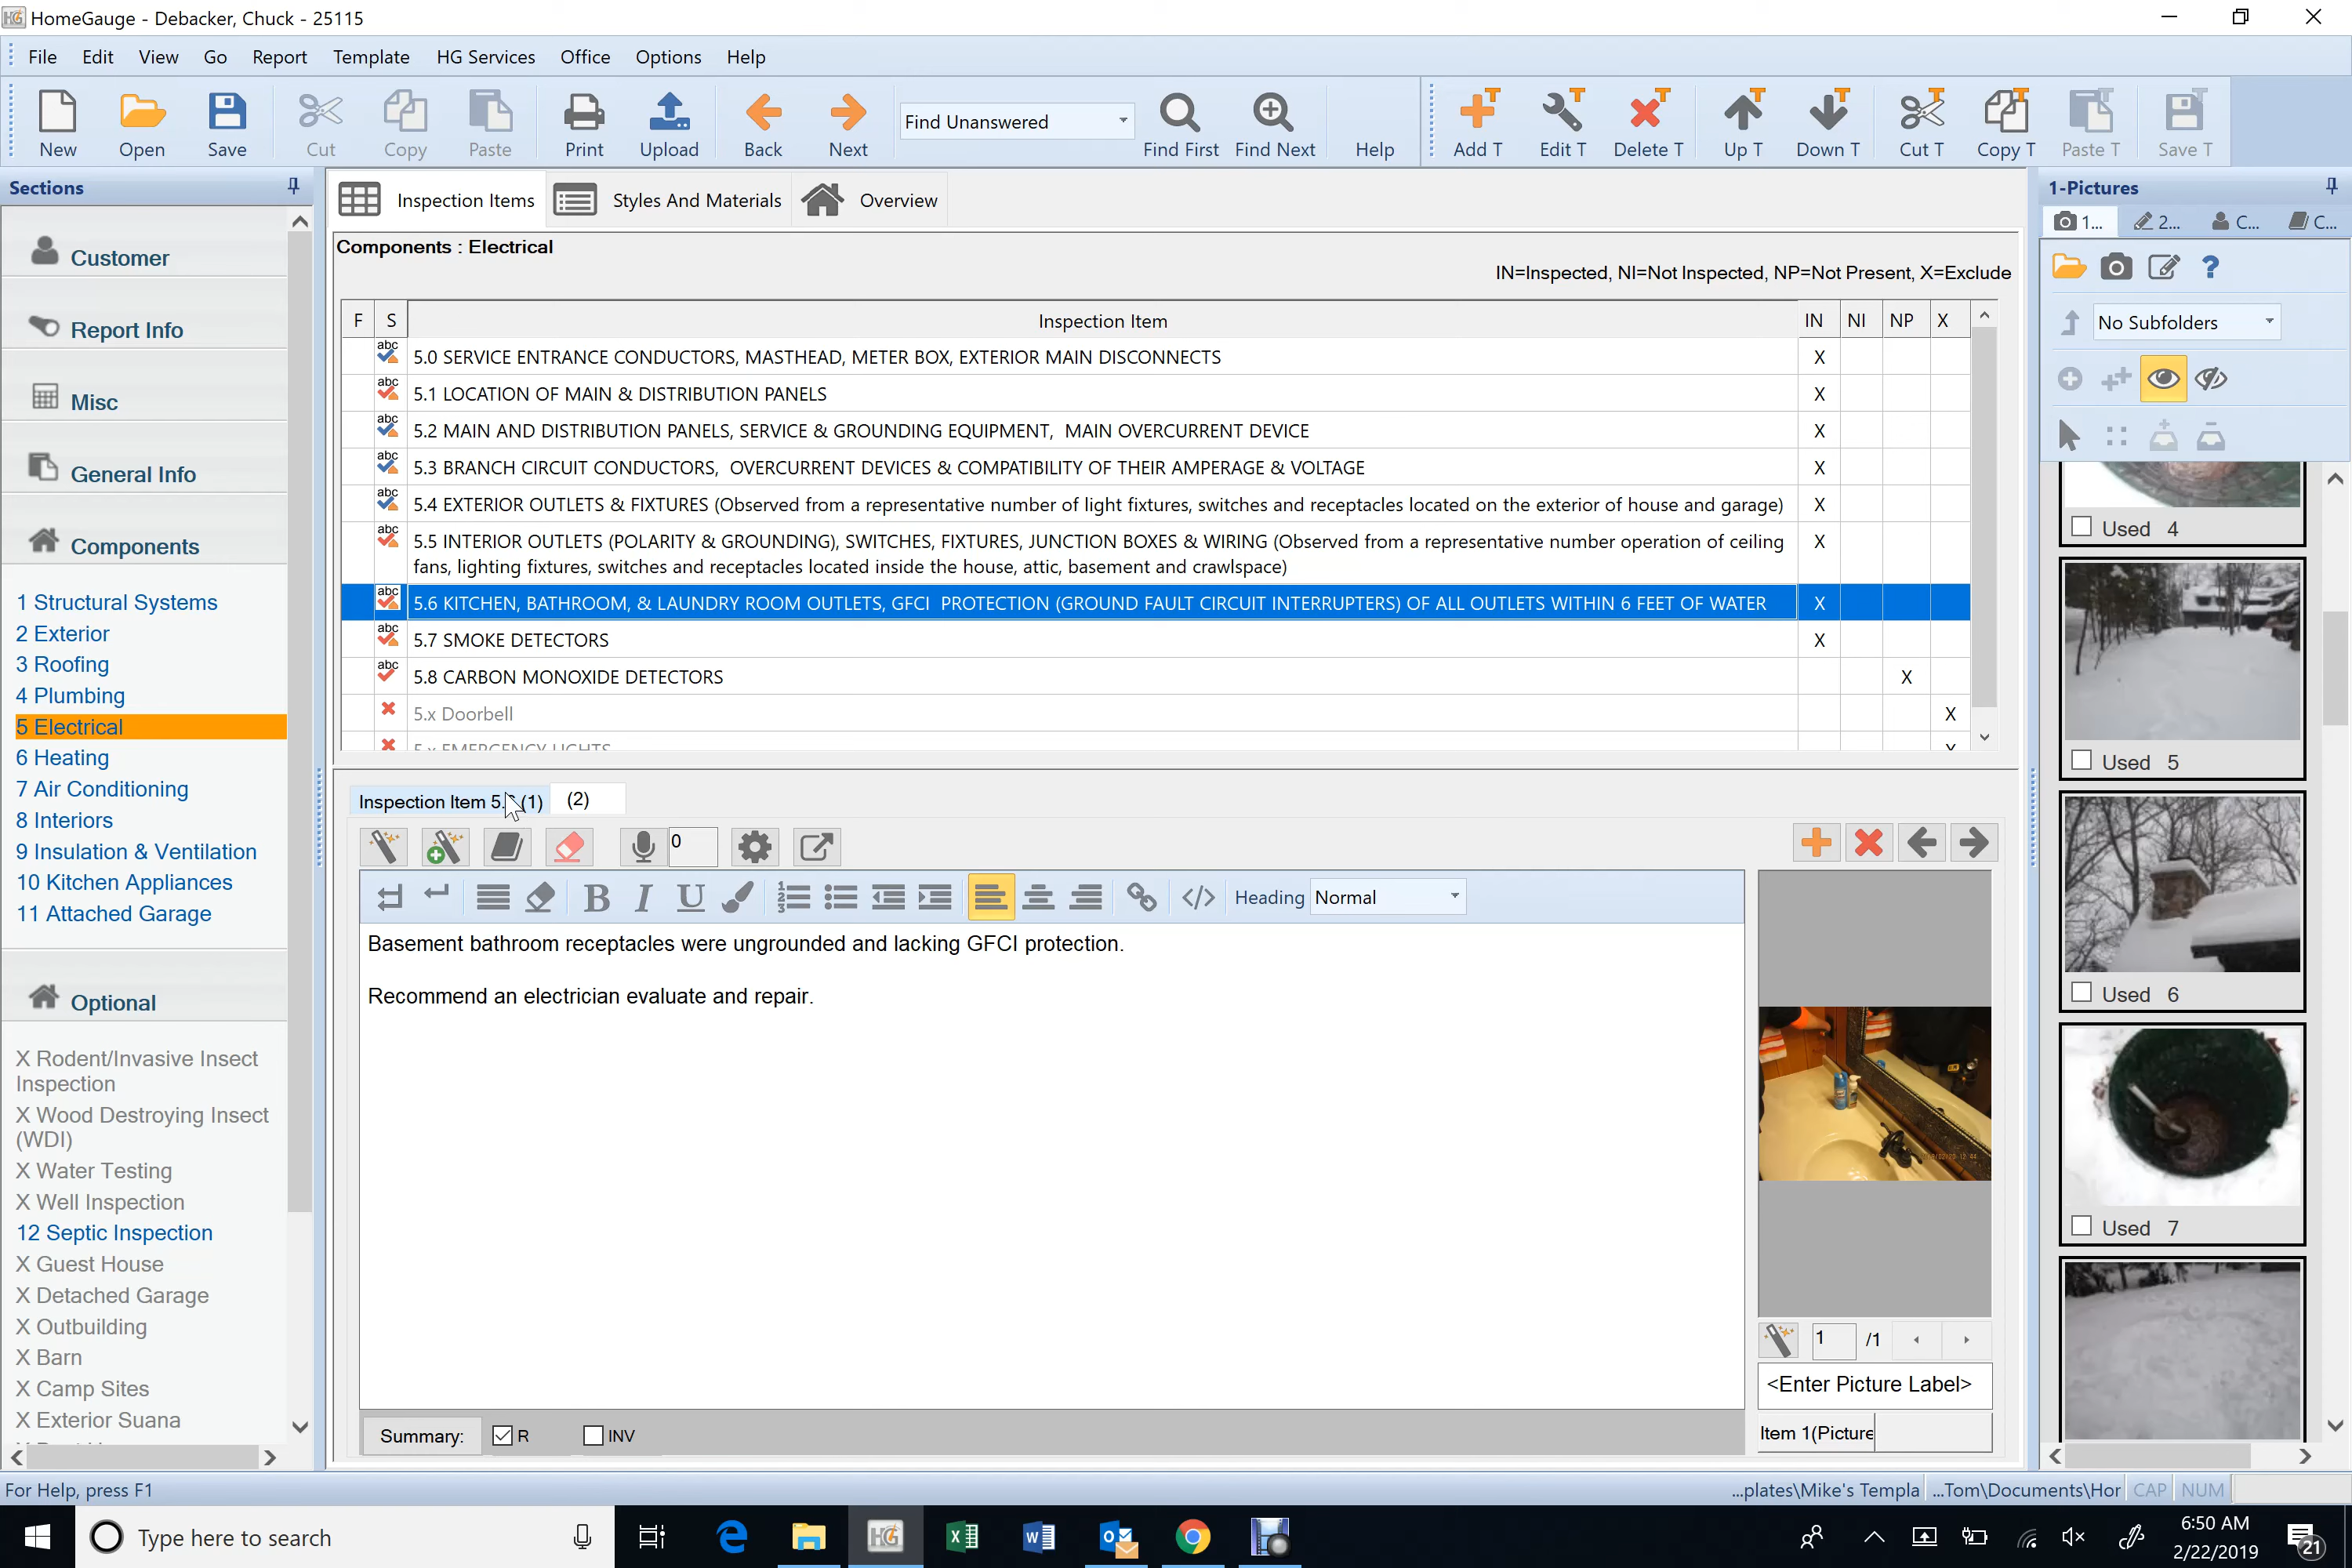 HomeGauge - Debacker, Chuck - 25115
File Edit View Go Report Template HG Services Office Options Help
New Open Save Cut Copy Paste Print Upload Back Next Find Unanswered Find First Find Next Help Add T Edit T Delete T Up T Down T Cut T Copy T Paste T Save T
Sections
Customer
Report Info
Misc
General Info
Components
1 Structural Systems
2 Exterior
3 Roofing
4 Plumbing
5 Electrical
6 Heating
7 Air Conditioning
8 Interiors
9 Insulation & Ventilation
10 Kitchen Appliances
11 Attached Garage
Optional
X Rodent/Invasive Insect
Inspection
X Wood Destroying Insect
(WDI)
X Water Testing
X Well Inspection
12 Septic Inspection
X Guest House
X Detached Garage
X Outbuilding
X Barn
X Camp Sites
X Exterior Suana
Inspection Items Styles And Materials Overview
Components : Electrical
IN=Inspected, NI=Not Inspected, NP=Not Present, X=Exclude
F S Inspection Item IN NI NP X
abc 5.0 SERVICE ENTRANCE CONDUCTORS, MASTHEAD, METER BOX, EXTERIOR MAIN DISCONNECTS X
abc 5.1 LOCATION OF MAIN & DISTRIBUTION PANELS X
abc 5.2 MAIN AND DISTRIBUTION PANELS, SERVICE & GROUNDING EQUIPMENT, MAIN OVERCURRENT DEVICE X
abc 5.3 BRANCH CIRCUIT CONDUCTORS, OVERCURRENT DEVICES & COMPATIBILITY OF THEIR AMPERAGE & VOLTAGE X
abc 5.4 EXTERIOR OUTLETS & FIXTURES (Observed from a representative number of light fixtures, switches and receptacles located on the exterior of house and garage) X
abc 5.5 INTERIOR OUTLETS (POLARITY & GROUNDING), SWITCHES, FIXTURES, JUNCTION BOXES & WIRING (Observed from a representative number operation of ceiling X
fans, lighting fixtures, switches and receptacles located inside the house, attic, basement and crawlspace)
abc 5.6 KITCHEN, BATHROOM, & LAUNDRY ROOM OUTLETS, GFCI PROTECTION (GROUND FAULT CIRCUIT INTERRUPTERS) OF ALL OUTLETS WITHIN 6 FEET OF WATER X
abc 5.7 SMOKE DETECTORS X
abc 5.8 CARBON MONOXIDE DETECTORS X
5.x Doorbell X
5.x EMERGENCY LIGHTS X
Inspection Item 5. (1) (2)
0
B I U Heading Normal
Basement bathroom receptacles were ungrounded and lacking GFCI protection.
Recommend an electrician evaluate and repair.
1 /1
<Enter Picture Label>
Item 1(Picture
Summary: R INV
1-Pictures
1... 2... C... C...
No Subfolders
Used 4
Used 5
Used 6
Used 7
For Help, press F1 ...plates\Mike's Templa ...Tom\Documents\Hor CAP NUM
Type here to search
6:50 AM
2/22/2019
21